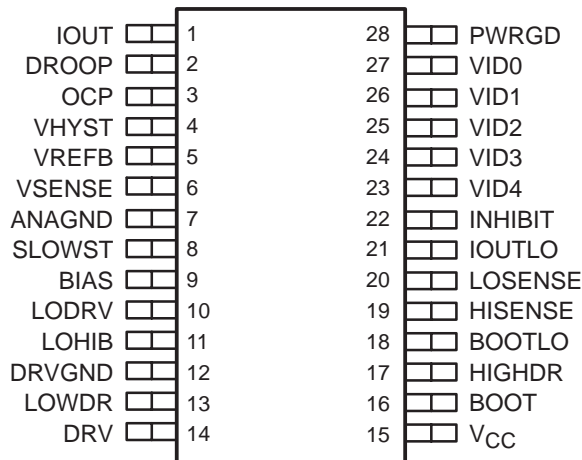 IOUT 1 28 PWRGD
DROOP 2 27 VID0
OCP 3 26 VID1
VHYST 4 25 VID2
VREFB 5 24 VID3
VSENSE 6 23 VID4
ANAGND 7 22 INHIBIT
SLOWST 8 21 IOUTLO
BIAS 9 20 LOSENSE
LODRV 10 19 HISENSE
LOHIB 11 18 BOOTLO
DRVGND 12 17 HIGHDR
LOWDR 13 16 BOOT
DRV 14 15 VCC